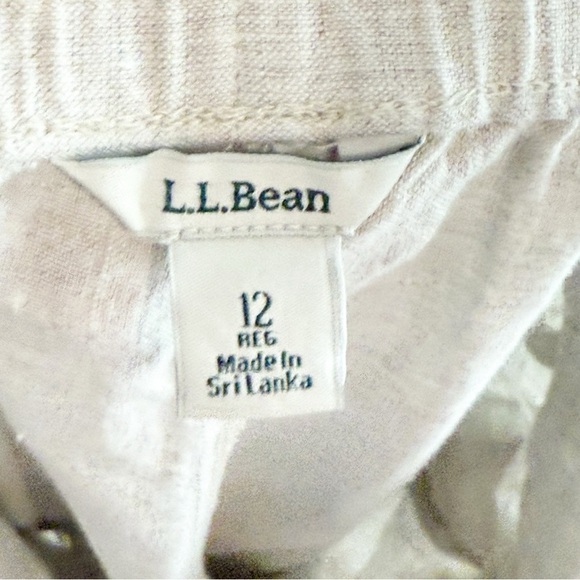 L.L.Bean
12
REG
Made In
Sri Lanka